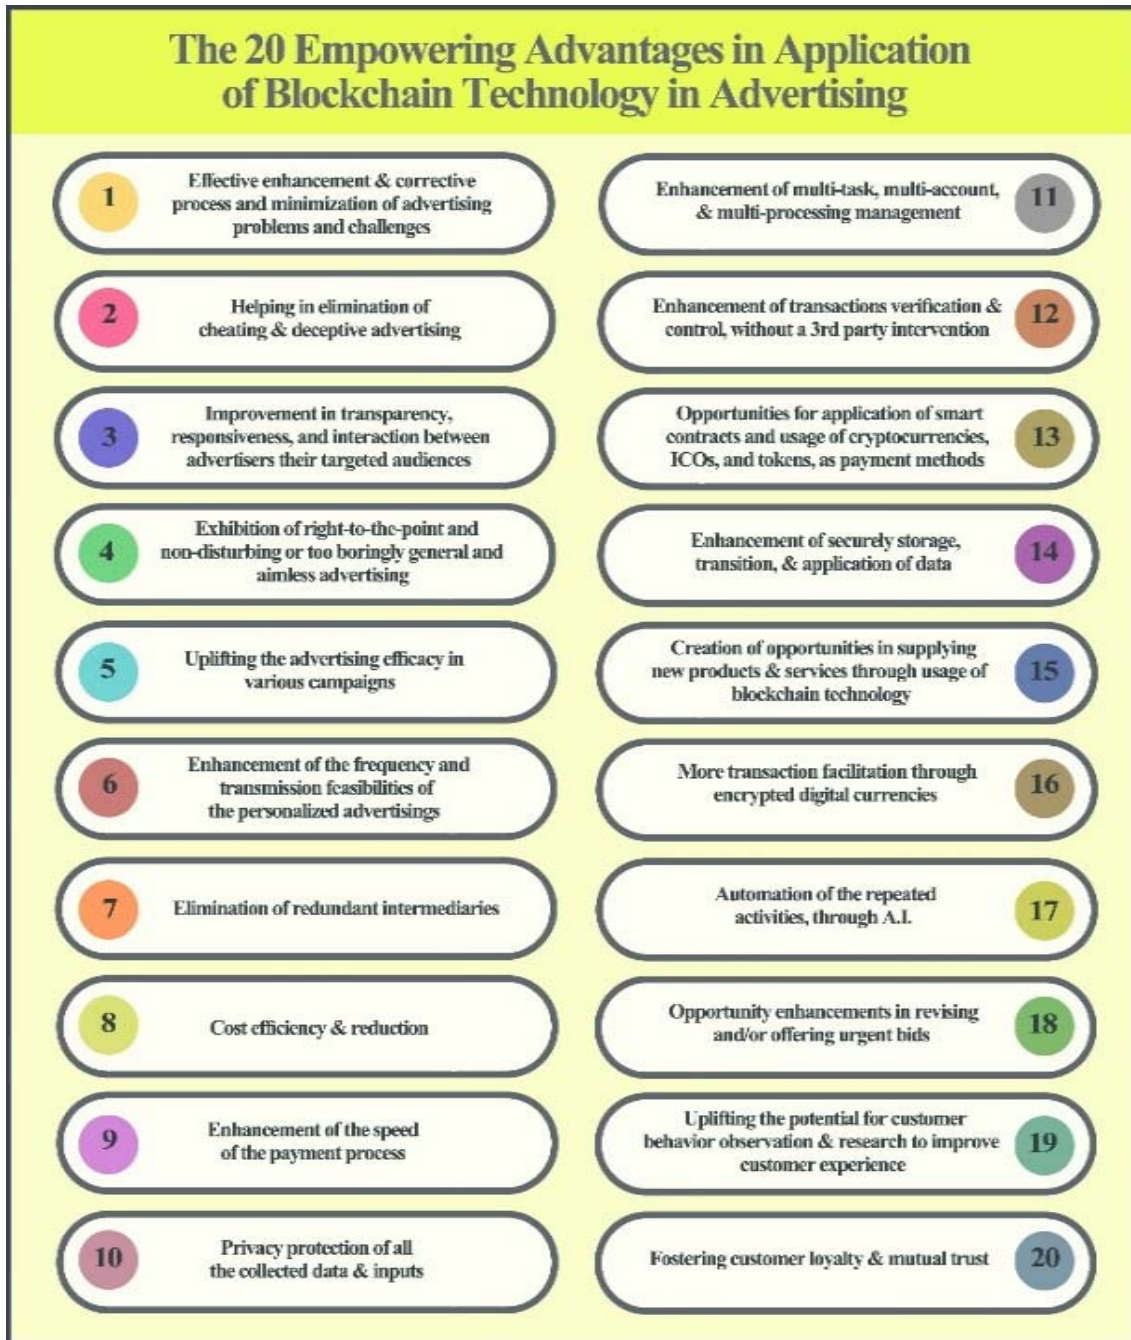 The 20 Empowering Advantages in Application
of Blockchain Technology in Advertising
1
Effective enhancement & corrective
process and minimization of advertising
problems and challenges
2
Helping in elimination of
cheating & deceptive advertising
3
Improvement in transparency,
responsiveness, and interaction between
advertisers their targeted audiences
4
Exhibition of right-to-the-point and
non-disturbing or too boringly general and
aimless advertising
5
Uplifting the advertising efficacy in
various campaigns
6
Enhancement of the frequency and
transmission feasibilities of
the personalized advertisings
7
Elimination of redundant intermediaries
8
Cost efficiency & reduction
9
Enhancement of the speed
of the payment process
10
Privacy protection of all
the collected data & inputs
11
Enhancement of multi-task, multi-account,
& multi-processing management
12
Enhancement of transactions verification &
control, without a 3rd party intervention
13
Opportunities for application of smart
contracts and usage of cryptocurrencies,
ICOs, and tokens, as payment methods
14
Enhancement of securely storage,
transition, & application of data
15
Creation of opportunities in supplying
new products & services through usage of
blockchain technology
16
More transaction facilitation through
encrypted digital currencies
17
Automation of the repeated
activities, through A.I.
18
Opportunity enhancements in revising
and/or offering urgent bids
19
Uplifting the potential for customer
behavior observation & research to improve
customer experience
20
Fostering customer loyalty & mutual trust